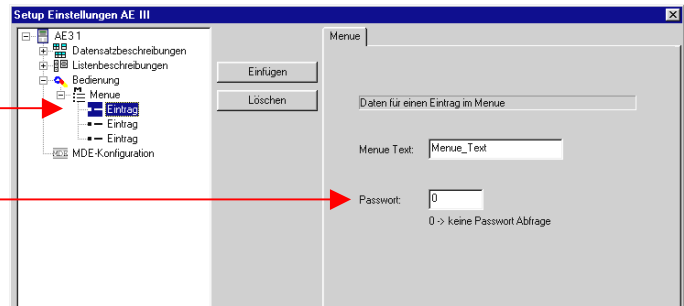 Setup Einstellungen AE III
AE3 1
Datensatzbeschreibungen
Listenbeschreibungen
Bedienung
Menue
Eintrag
Eintrag
Eintrag
MDE-Konfiguration
Einfügen
Löschen
Menue
Daten für einen Eintrag im Menue
Menue Text: Menue_Text
Passwort: 0
0 -> keine Passwort Abfrage